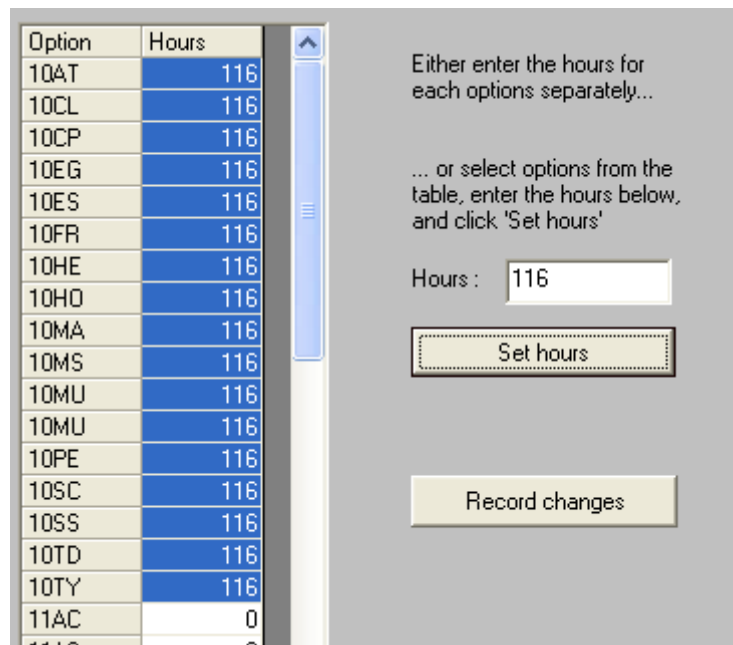 Option Hours
10AT 116
10CL 116
10CP 116
10EG 116
10ES 116
10FR 116
10HE 116
10HO 116
10MA 116
10MS 116
10MU 116
10MU 116
10PE 116
10SC 116
10SS 116
10TD 116
10TY 116
11AC 0
Either enter the hours for
each options separately...
... or select options from the
table, enter the hours below,
and click 'Set hours'
Hours : 116
Set hours
Record changes